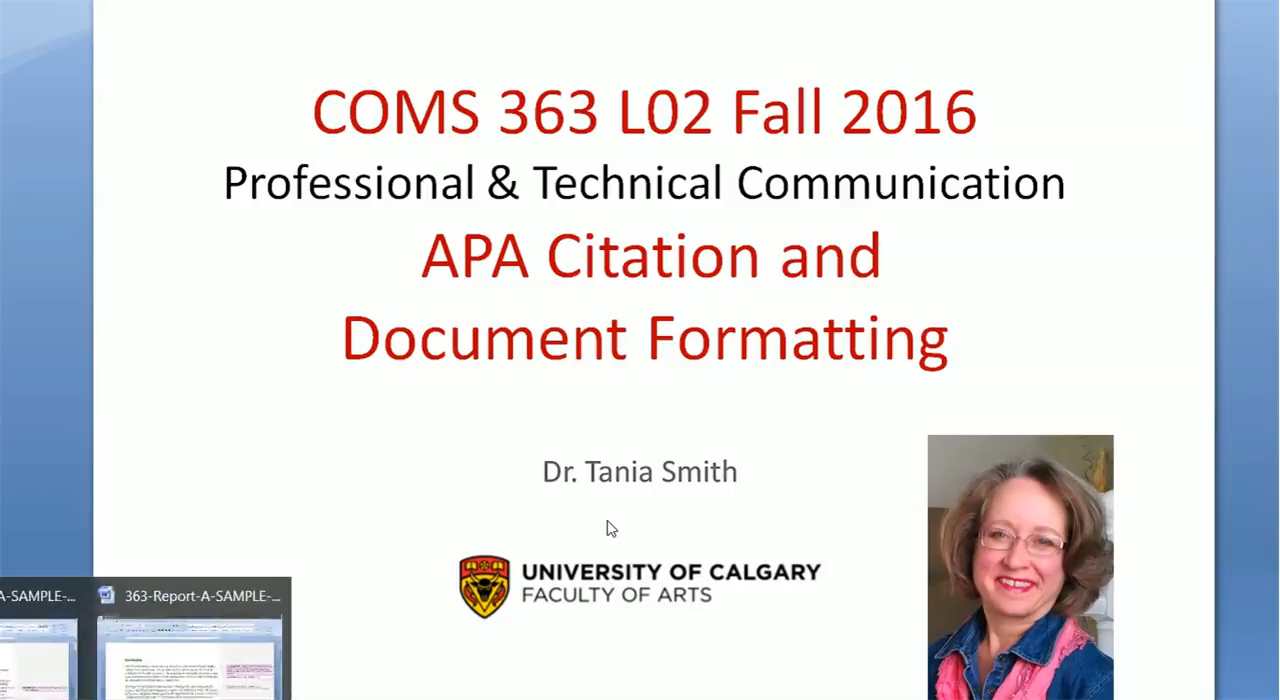 COMS 363 L02 Fall 2016
Professional & Technical Communication
APA Citation and
Document Formatting
Dr. Tania Smith
UNIVERSITY OF CALGARY
FACULTY OF ARTS
A-SAMPLE-...
363-Report-A-SAMPLE-...